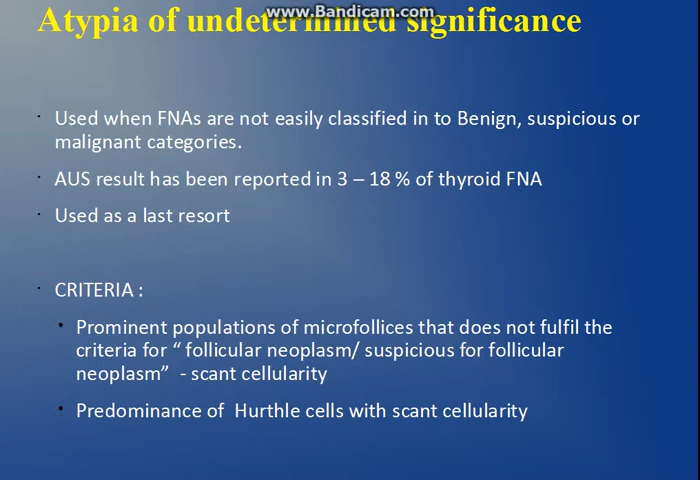 www.Bandicam.com
Atypia of undetermined significance
Used when FNAs are not easily classified in to Benign, suspicious or
malignant categories.
AUS result has been reported in 3 – 18 % of thyroid FNA
Used as a last resort
CRITERIA :
Prominent populations of microfollices that does not fulfil the
criteria for “ follicular neoplasm/ suspicious for follicular
neoplasm” - scant cellularity
Predominance of Hurthle cells with scant cellularity